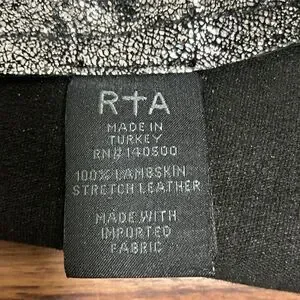 R†A
MADE IN
TURKEY
RN# 140500
100% LAMBSKIN
STRETCH LEATHER
MADE WITH
IMPORTED
FABRIC